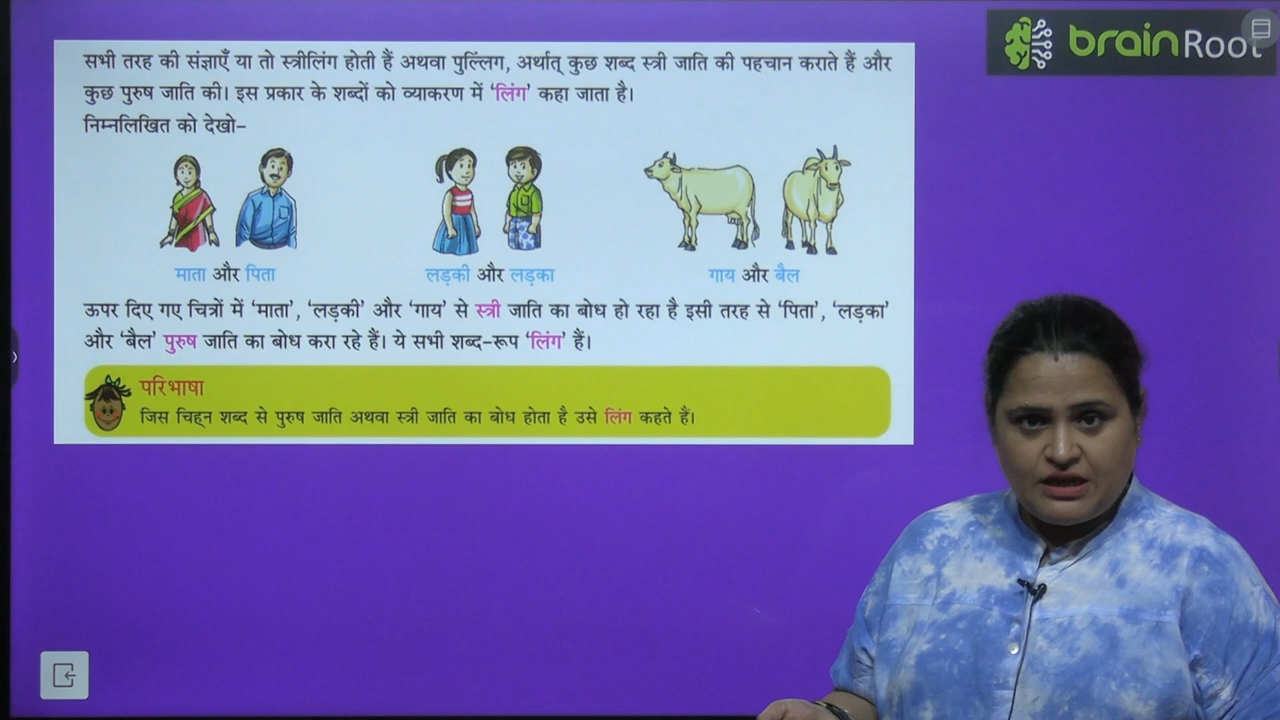 brainRoot
सभी तरह की संज्ञाएँ या तो स्त्रीलिंग होती हैं अथवा पुल्लिंग, अर्थात् कुछ शब्द स्त्री जाति की पहचान कराते हैं और
कुछ पुरुष जाति की। इस प्रकार के शब्दों को व्याकरण में ‘लिंग’ कहा जाता है।
निम्नलिखित को देखो–
माता और पिता लड़की और लड़का गाय और बैल
ऊपर दिए गए चित्रों में ‘माता’, ‘लड़की’ और ‘गाय’ से स्त्री जाति का बोध हो रहा है इसी तरह से ‘पिता’, ‘लड़का’
और ‘बैल’ पुरुष जाति का बोध करा रहे हैं। ये सभी शब्द–रूप ‘लिंग’ हैं।
परिभाषा
जिस चिह्न शब्द से पुरुष जाति अथवा स्त्री जाति का बोध होता है उसे लिंग कहते हैं।